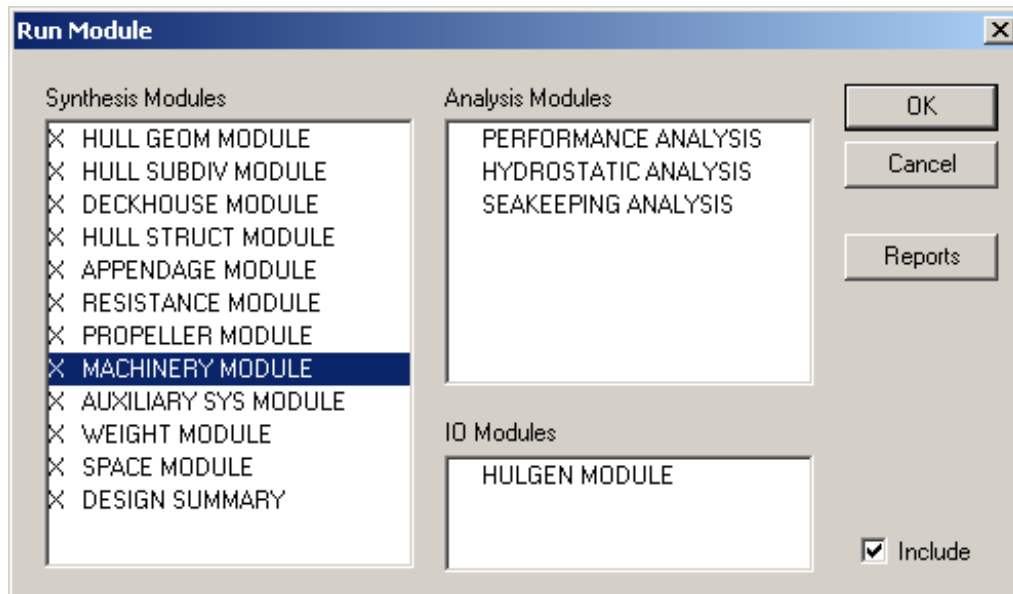 Run Module
Synthesis Modules
X HULL GEOM MODULE
X HULL SUBDIV MODULE
X DECKHOUSE MODULE
X HULL STRUCT MODULE
X APPENDAGE MODULE
X RESISTANCE MODULE
X PROPELLER MODULE
X MACHINERY MODULE
X AUXILIARY SYS MODULE
X WEIGHT MODULE
X SPACE MODULE
X DESIGN SUMMARY
Analysis Modules
PERFORMANCE ANALYSIS
HYDROSTATIC ANALYSIS
SEAKEEPING ANALYSIS
IO Modules
HULGEN MODULE
OK
Cancel
Reports
Include